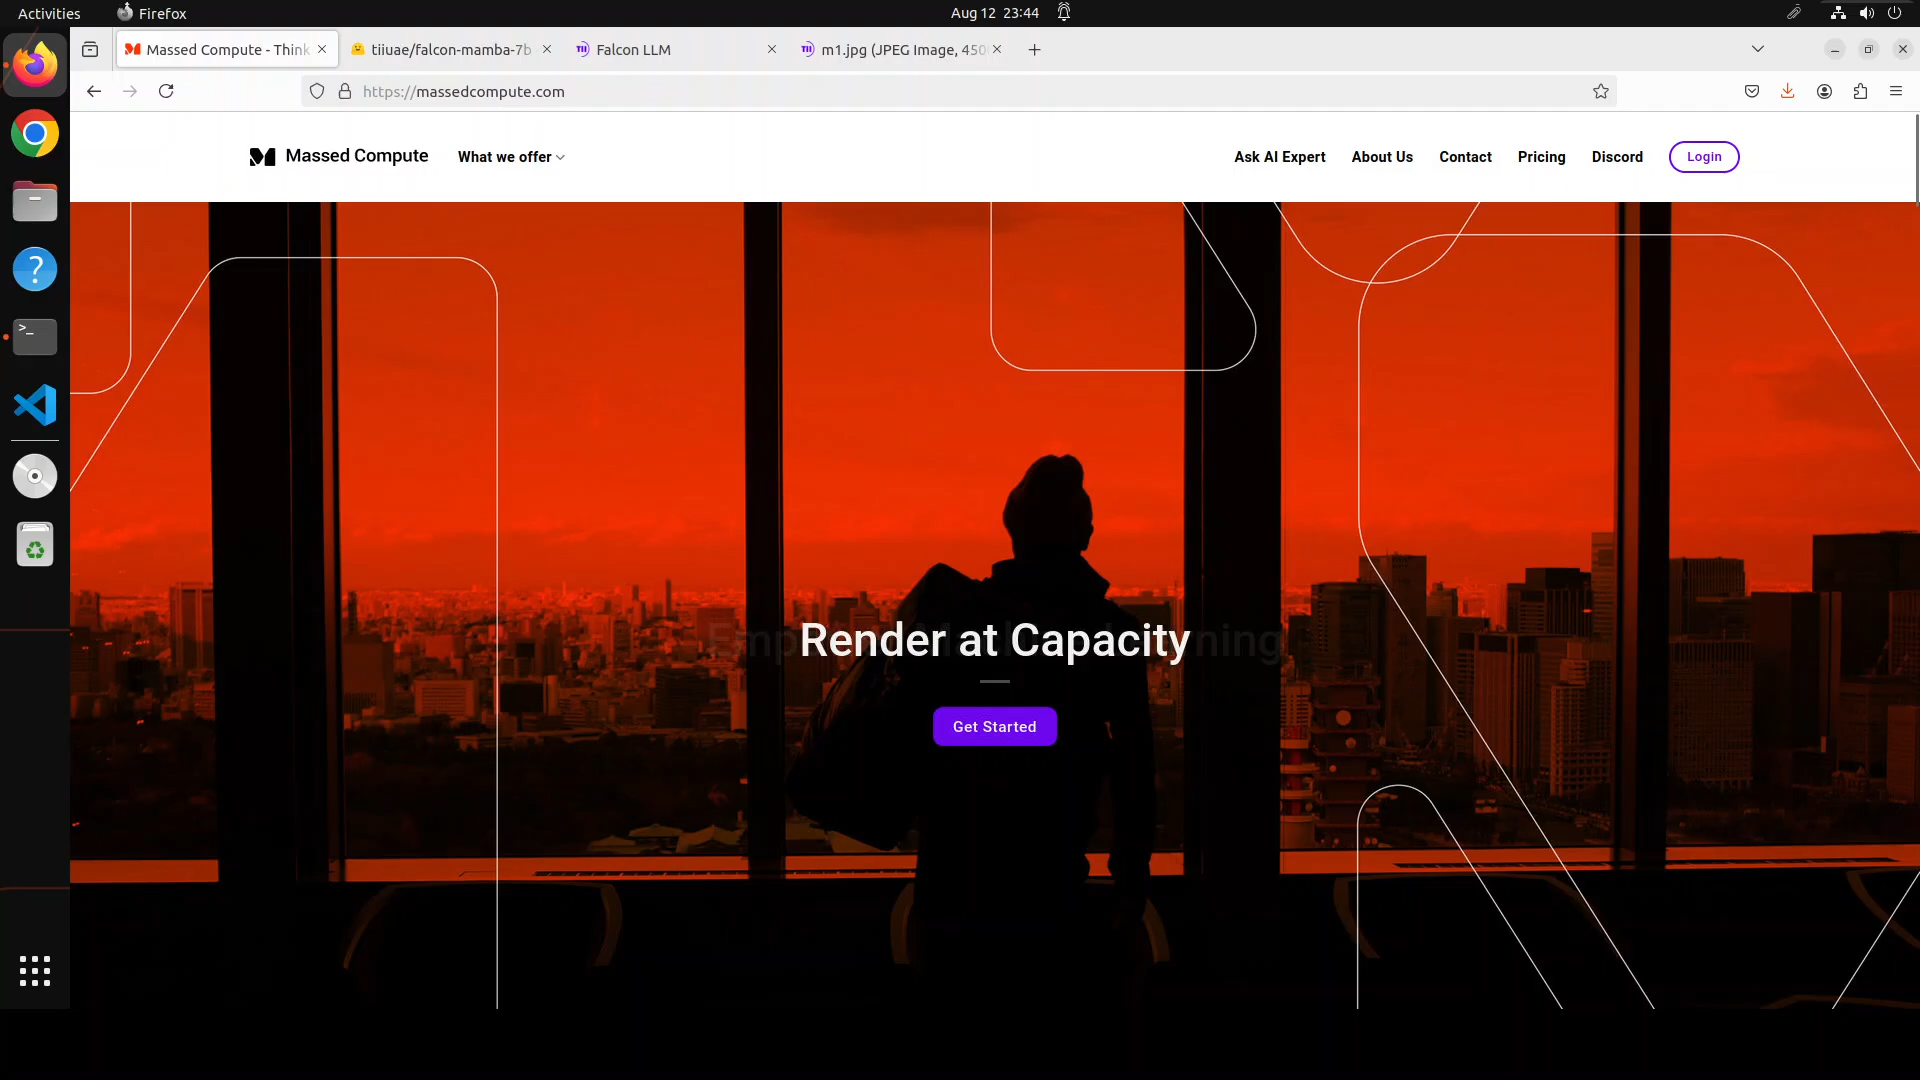 Activities
Firefox
Aug 12 23:44
Massed Compute - Think
tiiuae/falcon-mamba-7b
Falcon LLM
m1.jpg (JPEG Image, 450
https://massedcompute.com
Massed Compute
What we offer
Ask AI Expert
About Us
Contact
Pricing
Discord
Login
Render at Capacity
Get Started